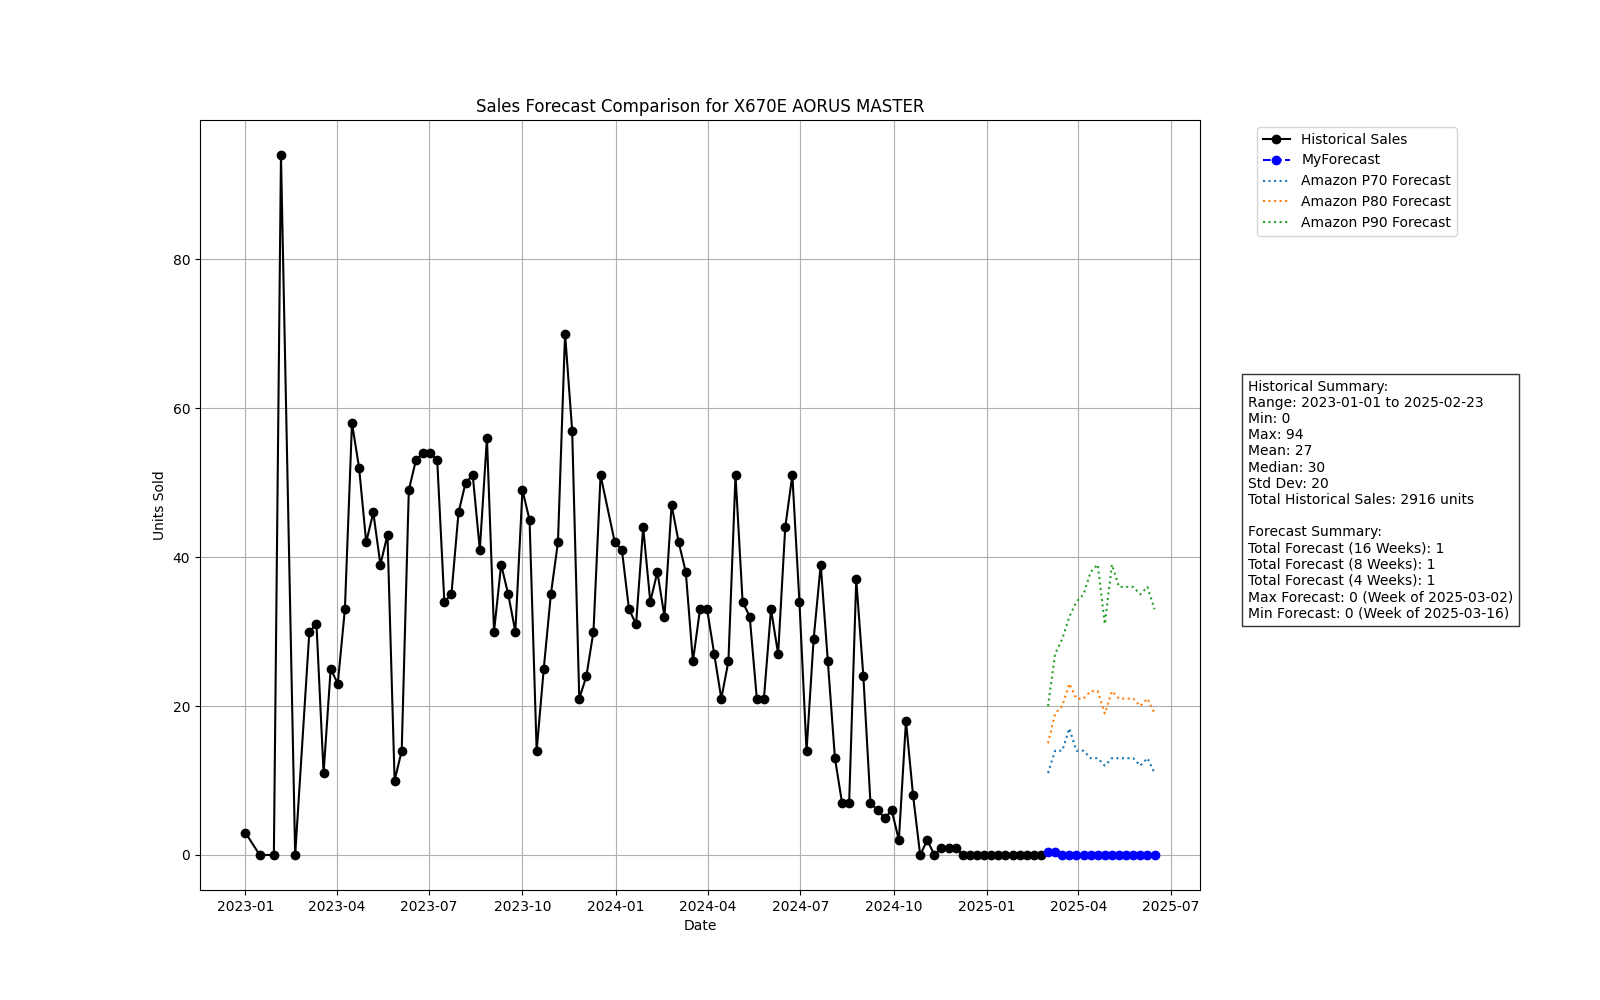 Sales Forecast Comparison for X670E AORUS MASTER
Historical Sales
MyForecast
Amazon P70 Forecast
Amazon P80 Forecast
Amazon P90 Forecast
Units Sold
80
60
40
20
0
2023-01
2023-04
2023-07
2023-10
2024-01
2024-04
2024-07
2024-10
2025-01
2025-04
2025-07
Date
Historical Summary:
Range: 2023-01-01 to 2025-02-23
Min: 0
Max: 94
Mean: 27
Median: 30
Std Dev: 20
Total Historical Sales: 2916 units
Forecast Summary:
Total Forecast (16 Weeks): 1
Total Forecast (8 Weeks): 1
Total Forecast (4 Weeks): 1
Max Forecast: 0 (Week of 2025-03-02)
Min Forecast: 0 (Week of 2025-03-16)